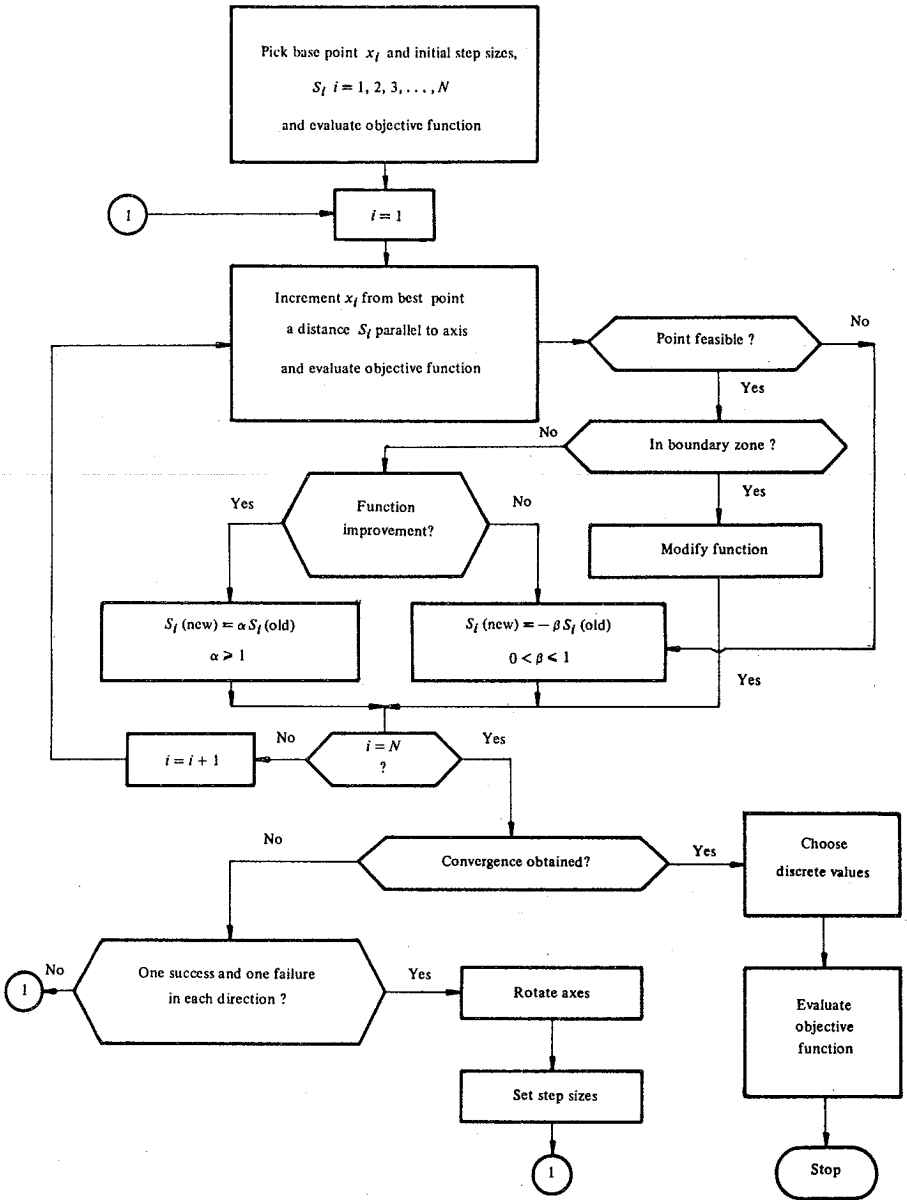 Pick base point x_i and initial step sizes,
S_i i = 1, 2, 3, . . . , N
and evaluate objective function
1
i = 1
Increment x_i from best point
a distance S_i parallel to axis
and evaluate objective function
Point feasible ?
No
Yes
In boundary zone ?
No
Yes
Function
improvement?
Yes
No
Modify function
S_i (new) = α S_i (old)
α ⩾ 1
S_i (new) = − β S_i (old)
0 < β ⩽ 1
Yes
i = N
?
No
Yes
i = i + 1
Convergence obtained?
No
Yes
Choose
discrete values
One success and one failure
in each direction ?
No
1
Yes
Rotate axes
Evaluate
objective
function
Set step sizes
1
Stop